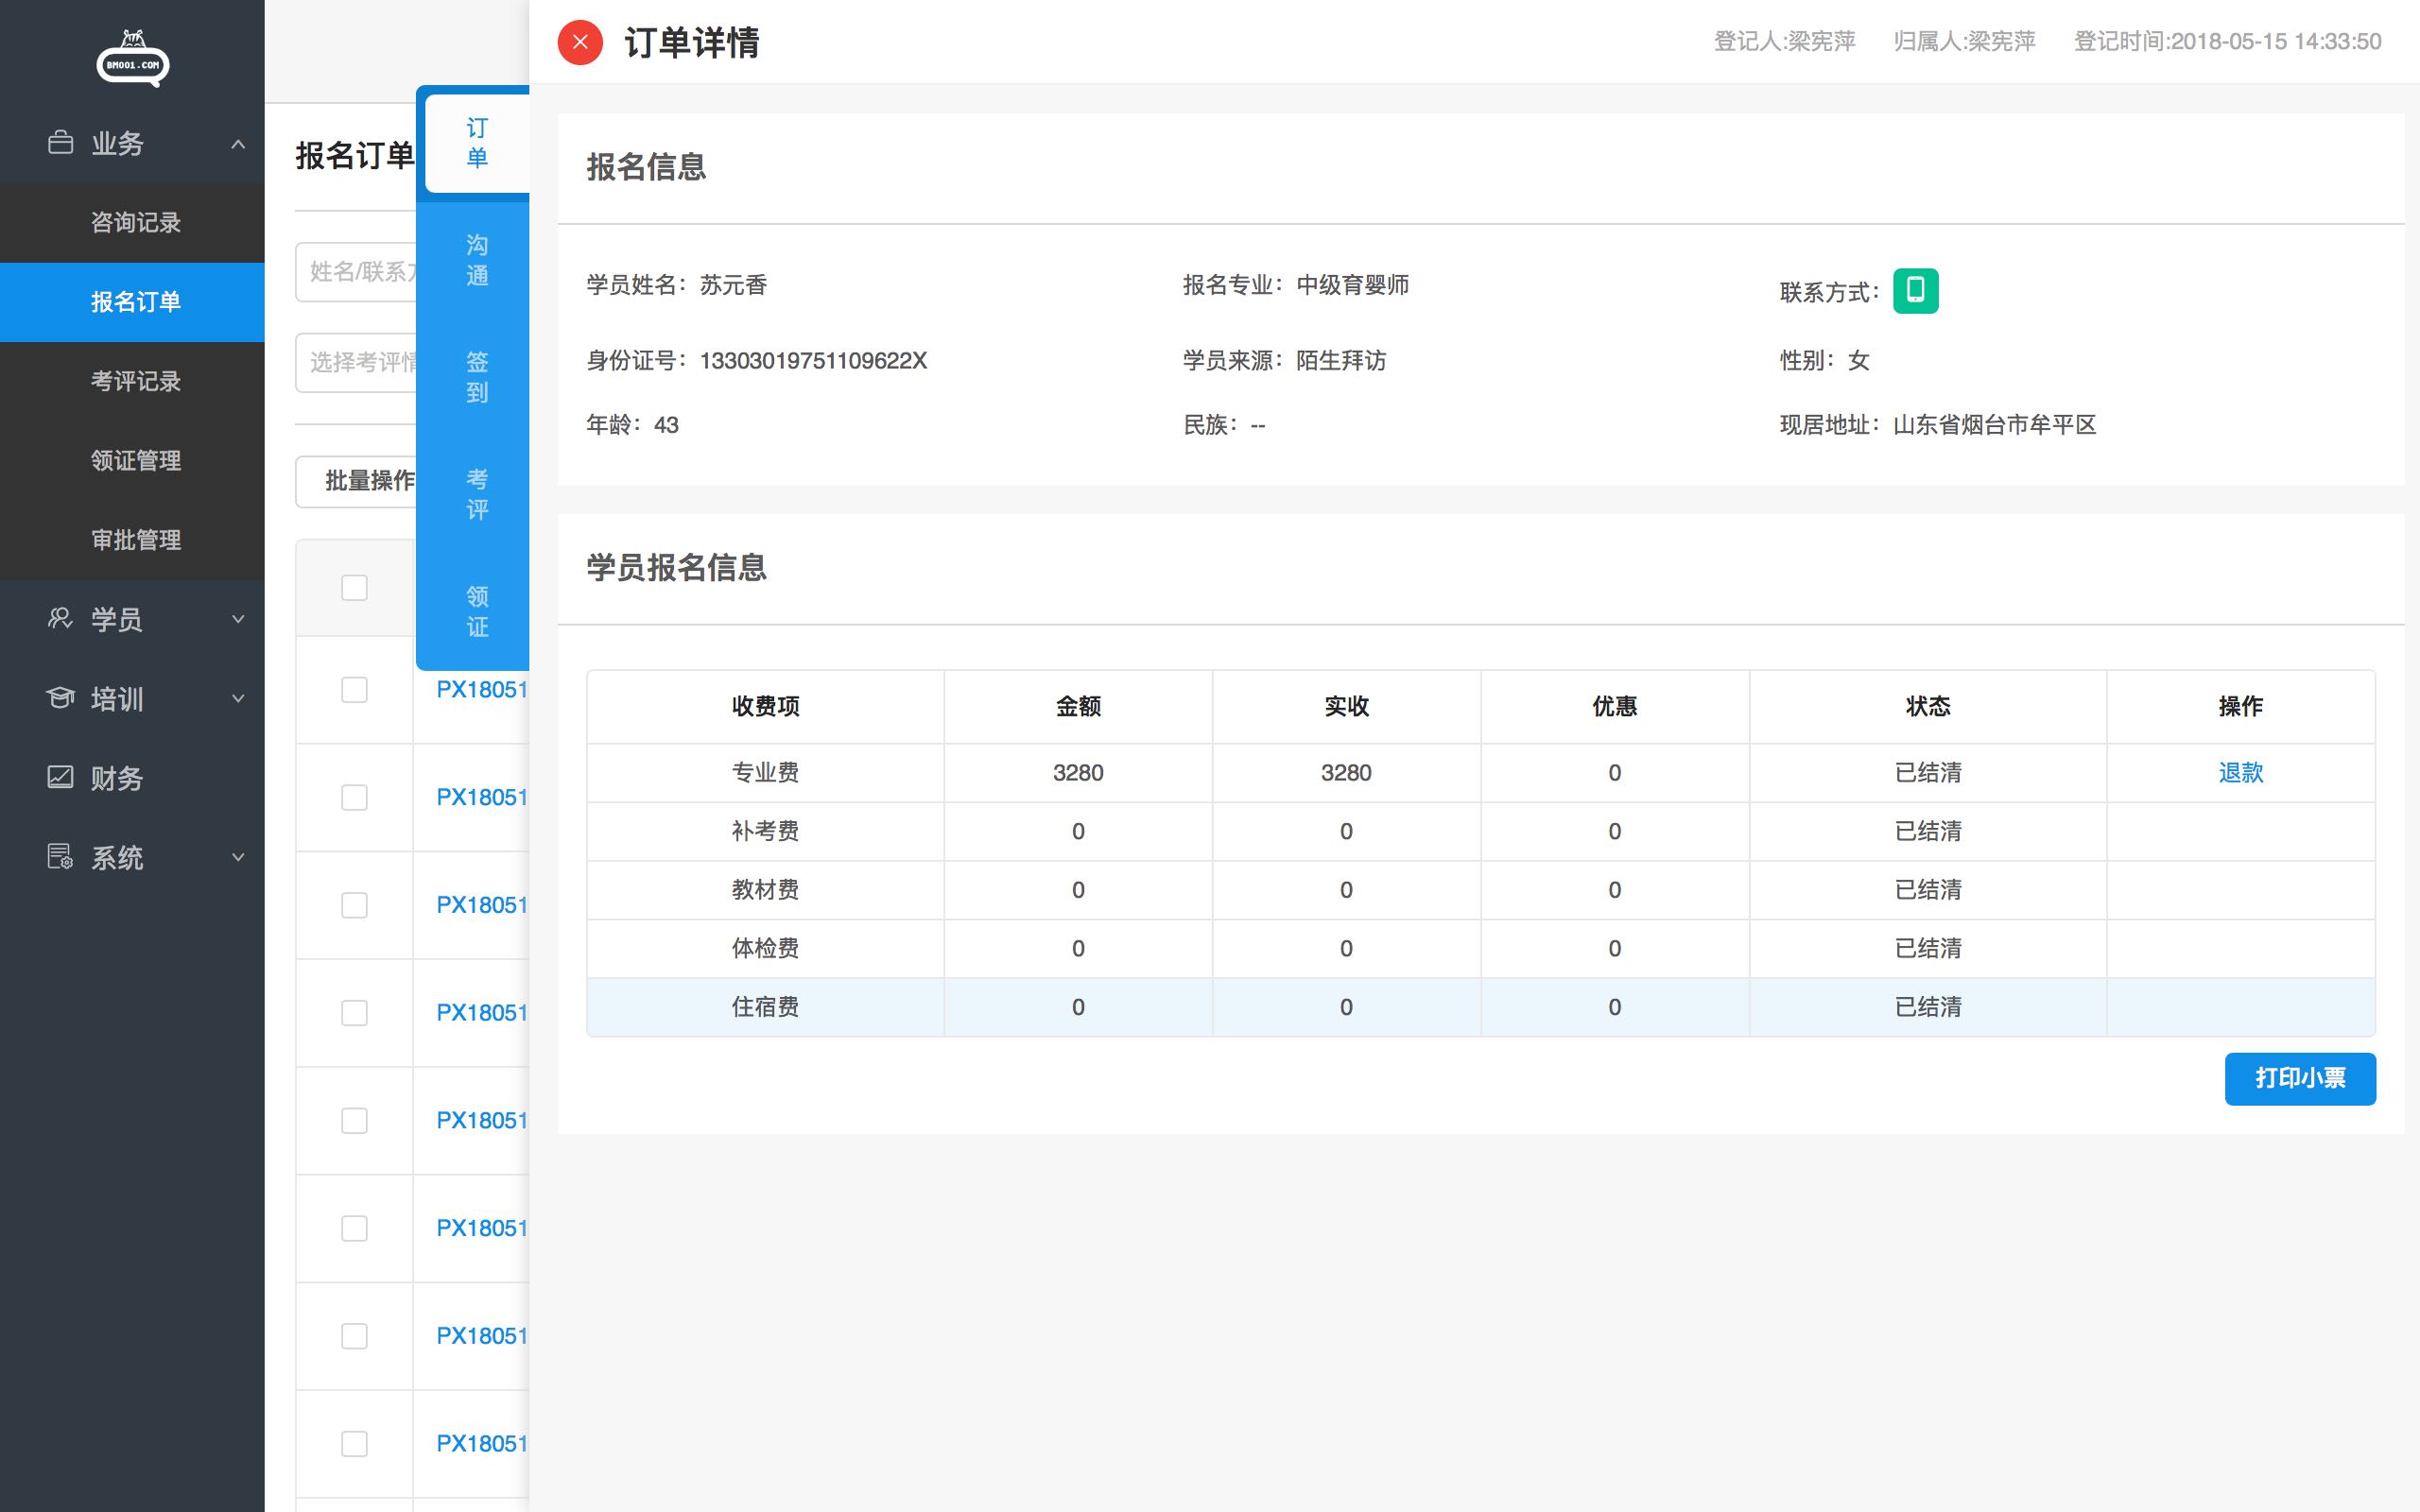 BM001.COM
业务
咨询记录
报名订单
考评记录
领证管理
审批管理
学员
培训
财务
系统
报名订单
姓名/联系
选择考评
批量操作
PX18051
PX18051
PX18051
PX18051
PX18051
PX18051
PX18051
PX18051
订单
沟通
签到
考评
领证
订单详情
登记人:梁宪萍 归属人:梁宪萍 登记时间:2018-05-15 14:33:50
报名信息
学员姓名：苏元香 报名专业：中级育婴师 联系方式：
身份证号：13303019751109622X 学员来源：陌生拜访 性别：女
年龄：43 民族：-- 现居地址：山东省烟台市牟平区
学员报名信息
收费项 金额 实收 优惠 状态 操作
专业费 3280 3280 0 已结清 退款
补考费 0 0 0 已结清
教材费 0 0 0 已结清
体检费 0 0 0 已结清
住宿费 0 0 0 已结清
打印小票